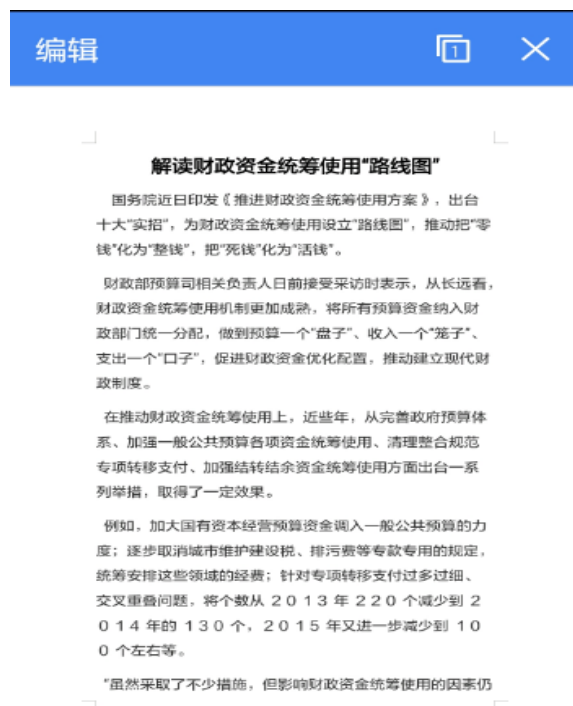 编辑
1
解读财政资金统筹使用“路线图”
国务院近日印发《推进财政资金统筹使用方案》，出台
十大“实招”，为财政资金统筹使用设立“路线图”，推动把“零
钱”化为“整钱”，把“死钱”化为“活钱”。
财政部预算司相关负责人日前接受采访时表示，从长远看，
财政资金统筹使用机制更加成熟，将所有预算资金纳入财
政部门统一分配，做到预算一个“盘子”、收入一个“笼子”、
支出一个“口子”，促进财政资金优化配置，推动建立现代财
政制度。
在推动财政资金统筹使用上，近些年，从完善政府预算体
系、加强一般公共预算各项资金统筹使用、清理整合规范
专项转移支付、加强结转结余资金统筹使用方面出台一系
列举措，取得了一定效果。
例如，加大国有资本经营预算资金调入一般公共预算的力
度；逐步取消城市维护建设税、排污费等专款专用的规定，
统筹安排这些领域的经费；针对专项转移支付过多过细、
交叉重叠问题，将个数从２０１３年２２０个减少到２
０１４年的１３０个，２０１５年又进一步减少到１０
０个左右等。
“虽然采取了不少措施，但影响财政资金统筹使用的因素仍